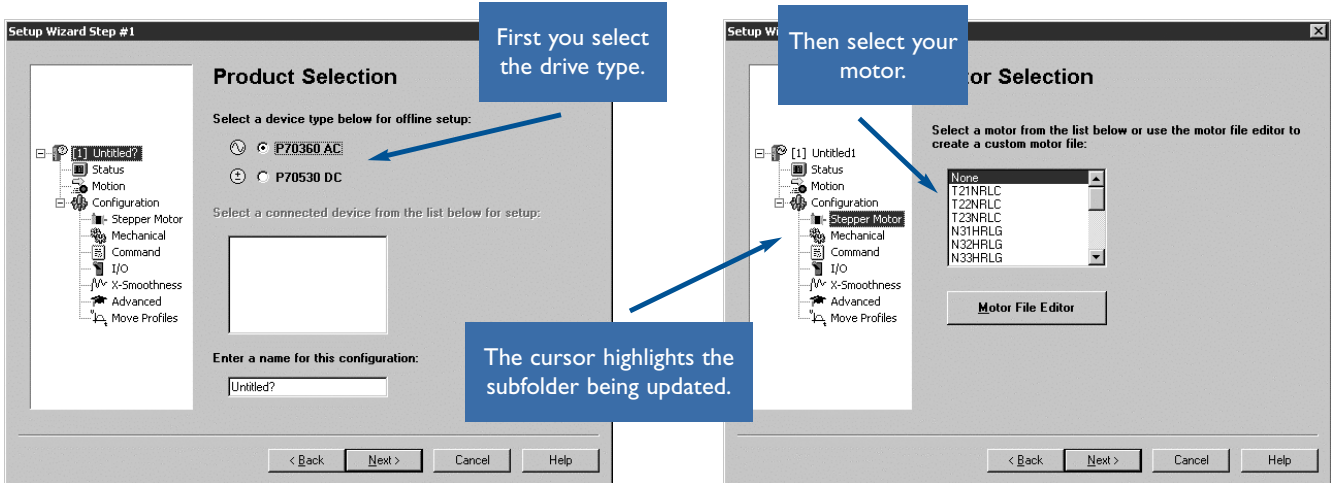 Setup Wizard Step #1
First you select
the drive type.
Product Selection
Select a device type below for offline setup:
P70360 AC
P70530 DC
Select a connected device from the list below for setup:
Enter a name for this configuration:
Untitled?
[1] Untitled?
Status
Motion
Configuration
Stepper Motor
Mechanical
Command
I/O
X-Smoothness
Advanced
Move Profiles
< Back
Next >
Cancel
Help
The cursor highlights the
subfolder being updated.
Setup Wi
Then select your
motor.
or Selection
Select a motor from the list below or use the motor file editor to
create a custom motor file:
None
T21NRLC
T22NRLC
T23NRLC
N31HRLG
N32HRLG
N33HRLG
Motor File Editor
[1] Untitled1
Status
Motion
Configuration
Stepper Motor
Mechanical
Command
I/O
X-Smoothness
Advanced
Move Profiles
< Back
Next >
Cancel
Help